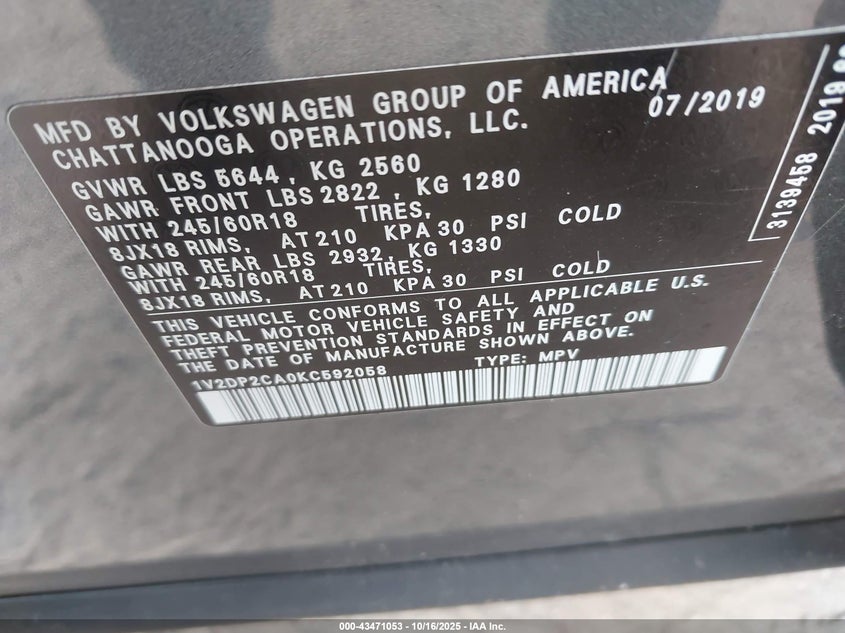 MFD BY VOLKSWAGEN GROUP OF AMERICA
CHATTANOOGA OPERATIONS, LLC. 07/2019
GVWR LBS 5644, KG 2560
GAWR FRONT LBS 2822, KG 1280
WITH 245/60R18 TIRES,
8JX18 RIMS, AT 210 KPA 30 PSI COLD
GAWR REAR LBS 2932, KG 1330
WITH 245/60R18 TIRES,
8JX18 RIMS, AT 210 KPA 30 PSI COLD
THIS VEHICLE CONFORMS TO ALL APPLICABLE U.S.
FEDERAL MOTOR VEHICLE SAFETY AND
THEFT PREVENTION STANDARDS IN EFFECT ON
THE DATE OF MANUFACTURE SHOWN ABOVE.
1V2DP2CA0KC592058 TYPE: MPV
3139458 2019
000-43471053 - 10/16/2025 - IAA Inc.